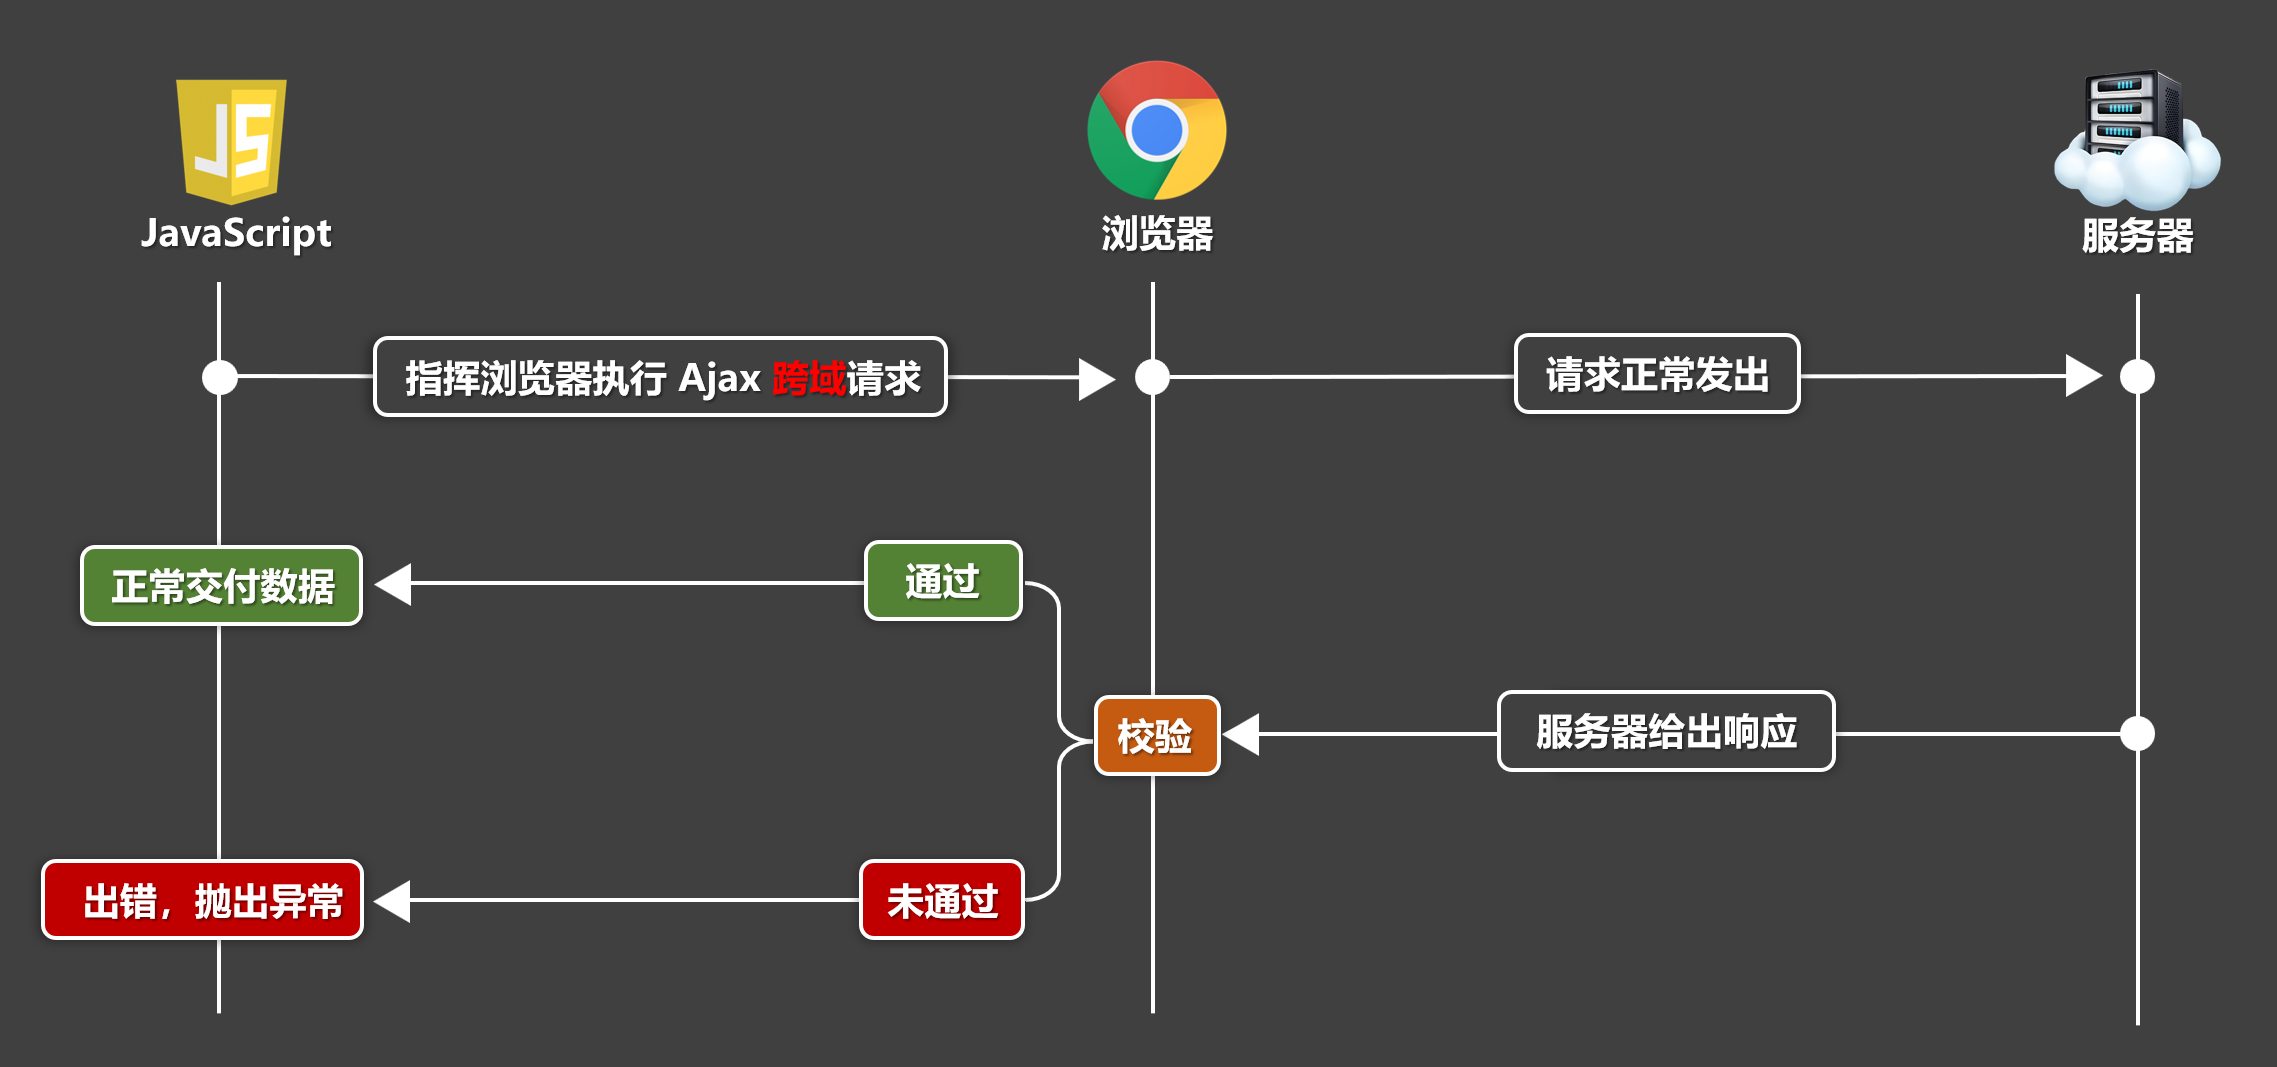 JS
JavaScript
浏览器
服务器
指挥浏览器执行 Ajax 跨域请求
请求正常发出
正常交付数据
通过
校验
服务器给出响应
出错，抛出异常
未通过